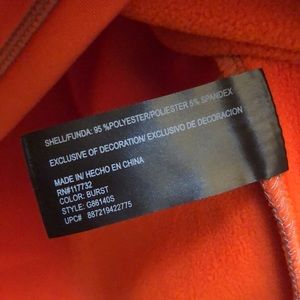 SHELL/FUNDA: 95 %POLYESTER/POLIESTER 5% SPANDEX
EXCLUSIVE OF DECORATION/ EXCLUSIVO DE DECORACION
MADE IN/ HECHO EN CHINA
RN#117732
COLOR: BURST
STYLE: G86140S
UPC# 887219422775